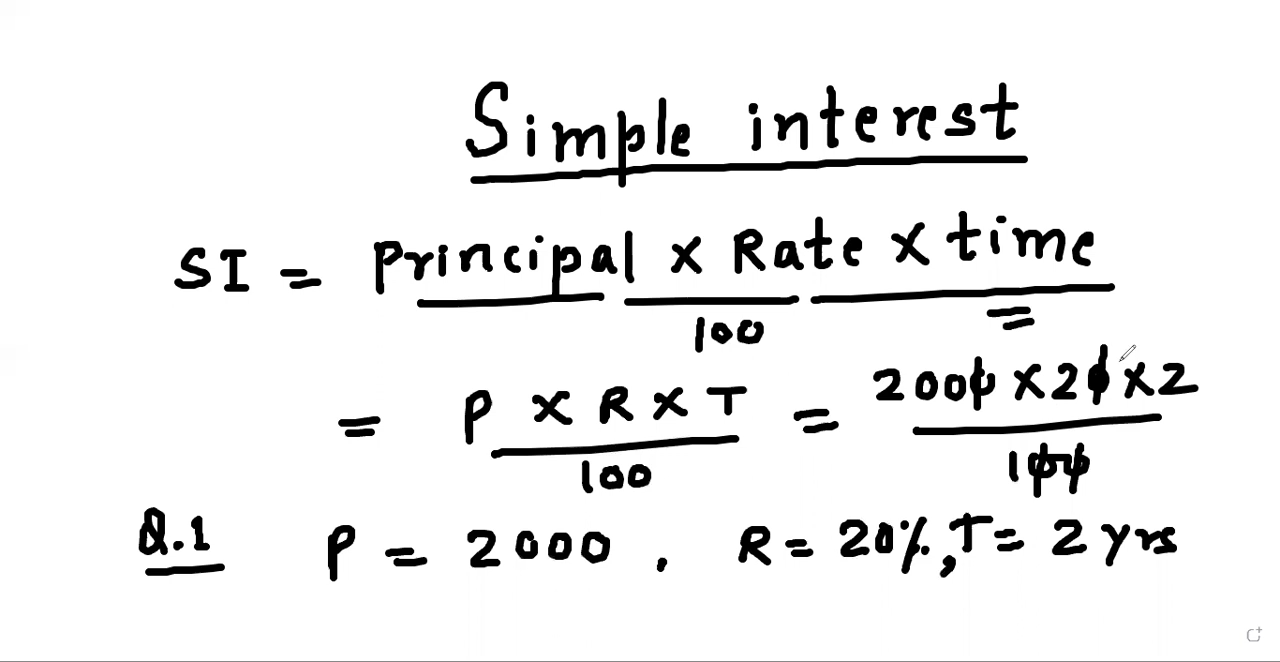 Simple interest
SI = Principal x Rate x time
100
= P x R x T = 2000 x 20 x 2
100 100
Q.1 P = 2000 . R = 20%, T = 2 yrs